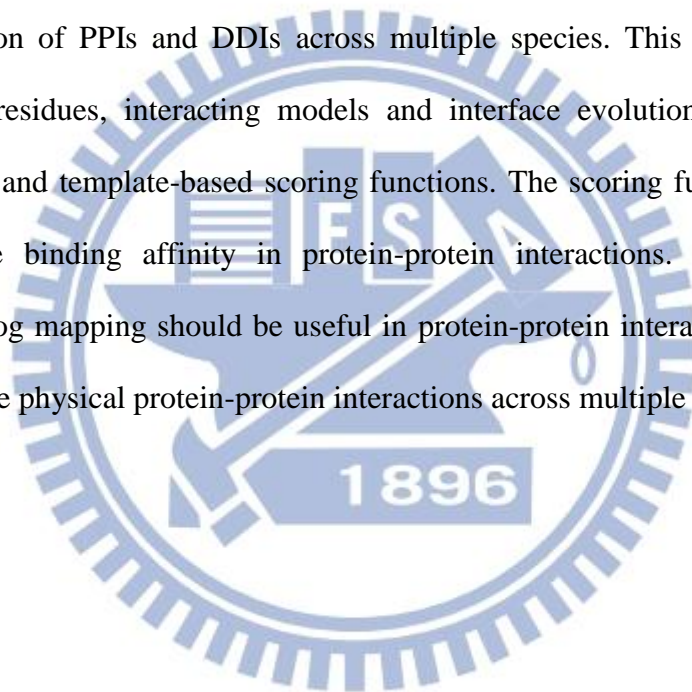 on of PPIs and DDIs across multiple species. This
residues, interacting models and interface evolution
and template-based scoring functions. The scoring fu
e binding affinity in protein-protein interactions.
og mapping should be useful in protein-protein intera
e physical protein-protein interactions across multiple
E S A
1896